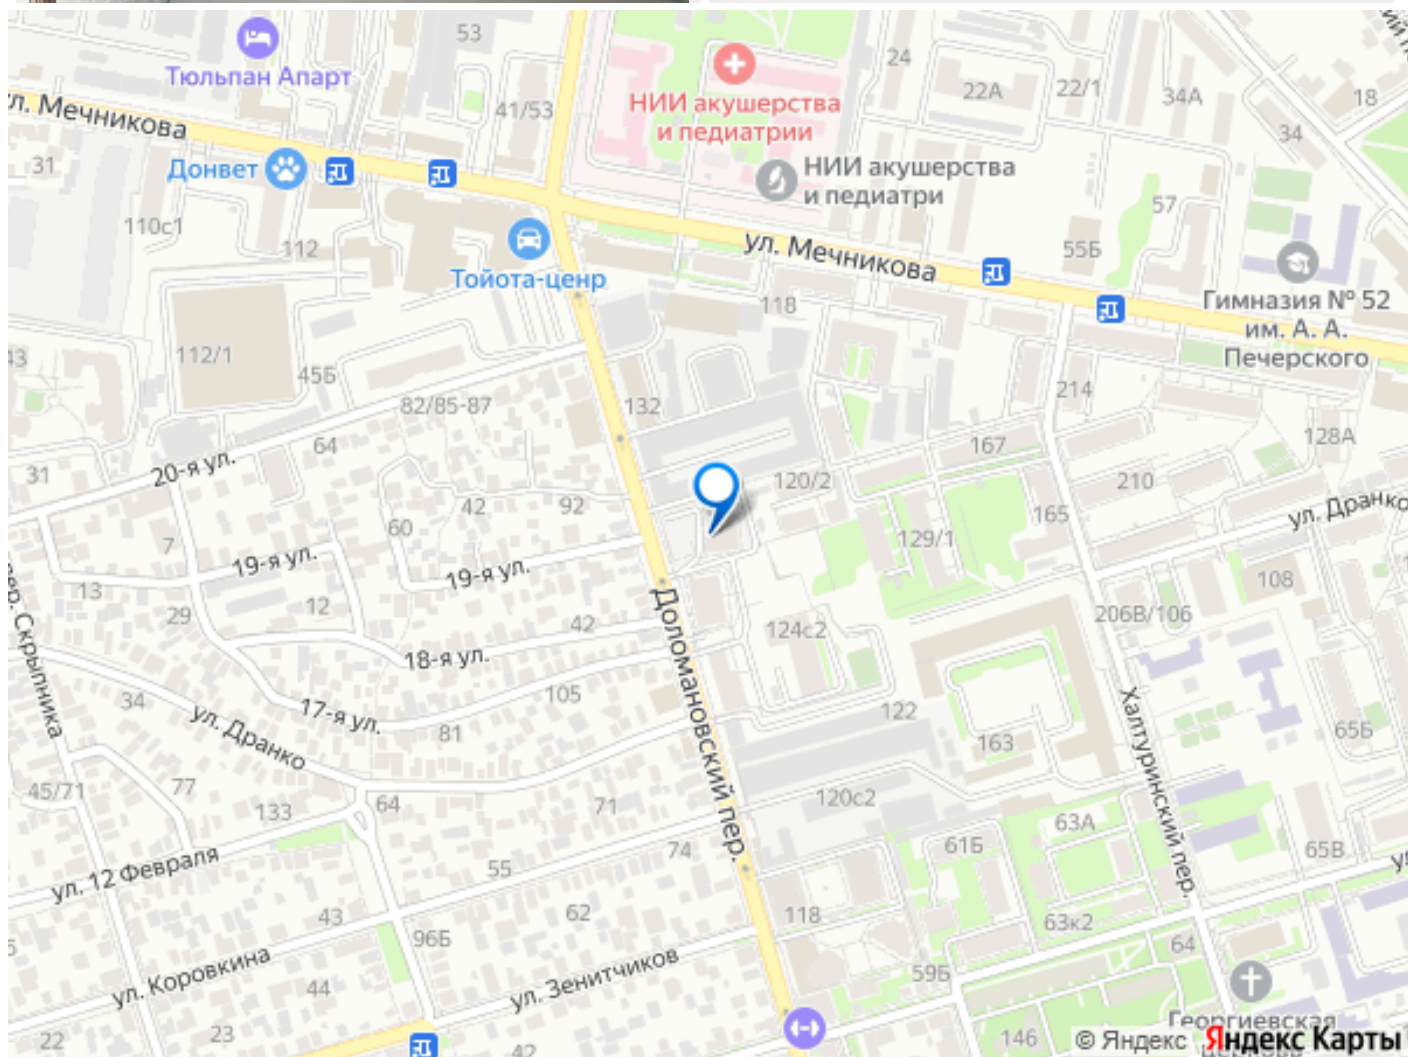 53
Тюльпан Апарт
41/53
ул. Мечникова
НИИ акушерства
и педиатрии
24
22А
22/1
34А
18
34
31
Донвет
НИИ акушерства
и педиатри
57
110с1
112
Тойота-ценр
ул. Мечникова
55Б
118
Гимназия № 52
им. А. А.
Печерского
43
112/1
45Б
82/85-87
132
214
128А
64
167
31
20-я ул.
120/2
210
42
92
60
165
ул. Дранко
7
19-я ул.
19-я ул.
129/1
13
12
29
108
206В/106
42
124с2
пер. Скрыпника
18-я ул.
Доломановский пер.
34
17-я ул.
105
ул. Дранко
81
122
163
Халтуринский пер.
65Б
45/71
77
133
64
71
120с2
63А
61Б
65В
74
ул. 12 Февраля
55
43
62
118
63к2
96Б
64
59Б
ул. Коровкина
44
ул. Зенитчиков
22
23
42
146
Георгиевская
© Яндекс Яндекс Карты